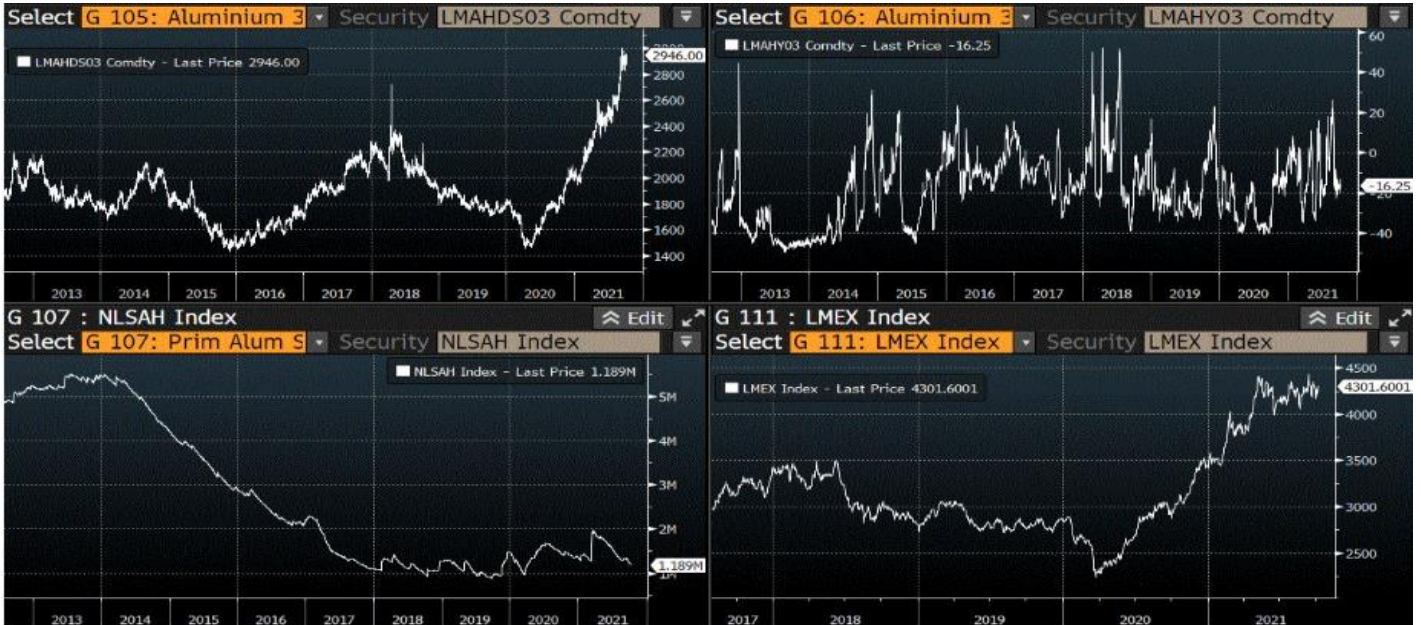 Select G 105: Aluminium 3 Security LMAHDS03 Comdty
LMAHDS03 Comdty - Last Price 2946.00
3000
2946.00
2800
2600
2400
2200
2000
1800
1600
1400
2013 2014 2015 2016 2017 2018 2019 2020 2021
Select G 106: Aluminium 3 Security LMAHY03 Comdty
LMAHY03 Comdty - Last Price -16.25
60
40
20
0
-16.25
-20
-40
2013 2014 2015 2016 2017 2018 2019 2020 2021
G 107 : NLSAH Index Edit
Select G 107: Prim Alum S Security NLSAH Index
NLSAH Index - Last Price 1.189M
5M
4M
3M
2M
1.189M
1M
2013 2014 2015 2016 2017 2018 2019 2020 2021
G 111 : LMEX Index Edit
Select G 111: LMEX Index Security LMEX Index
LMEX Index - Last Price 4301.6001
4500
4301.6001
4000
3500
3000
2500
2017 2018 2019 2020 2021